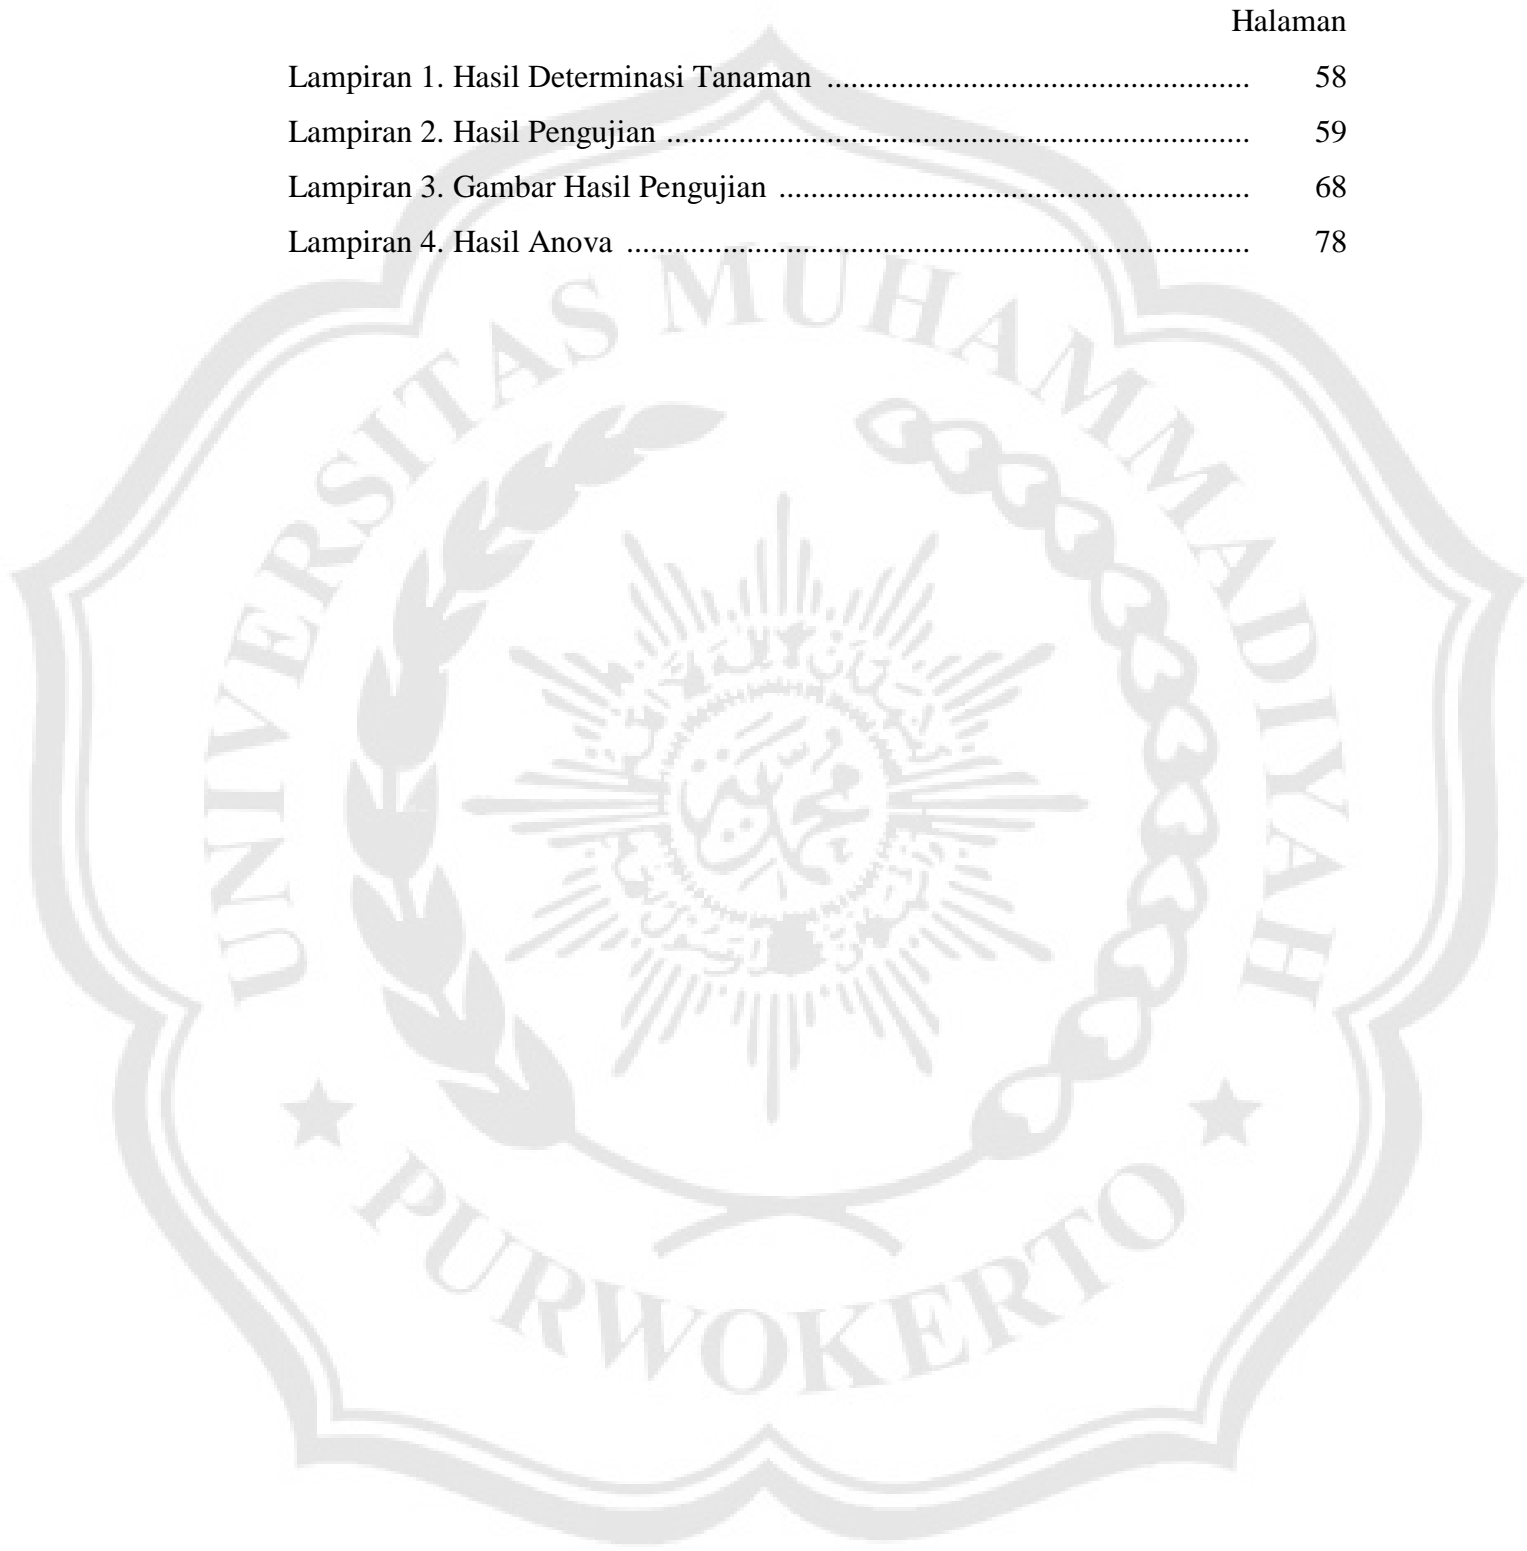 Halaman
Lampiran 1. Hasil Determinasi Tanaman ..................................................... 58
Lampiran 2. Hasil Pengujian ......................................................................... 59
Lampiran 3. Gambar Hasil Pengujian ........................................................... 68
Lampiran 4. Hasil Anova .............................................................................. 78
UNIVERSITAS MUHAMMADIYAH
محمدية
PURWOKERTO